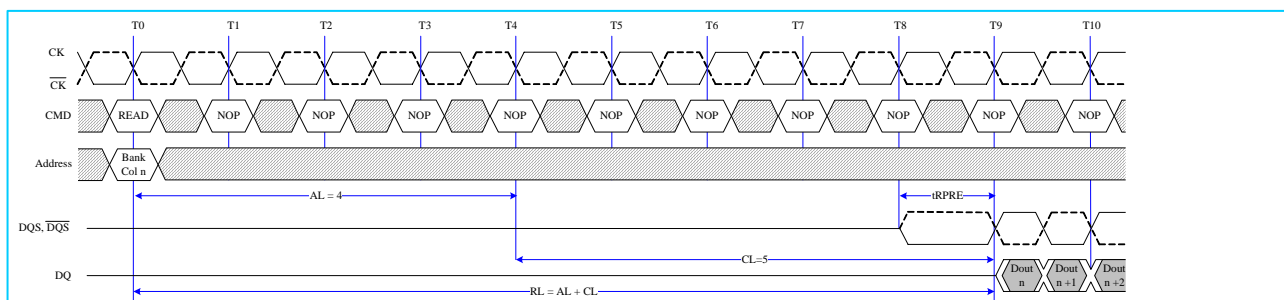 T0 T1 T2 T3 T4 T5 T6 T7 T8 T9 T10
CK
CK
CMD READ NOP NOP NOP NOP NOP NOP NOP NOP NOP NOP
Address Bank
Col n
AL = 4 tRPRE
DQS, DQS
CL=5
DQ Dout Dout Dout
n n +1 n +2
RL = AL + CL